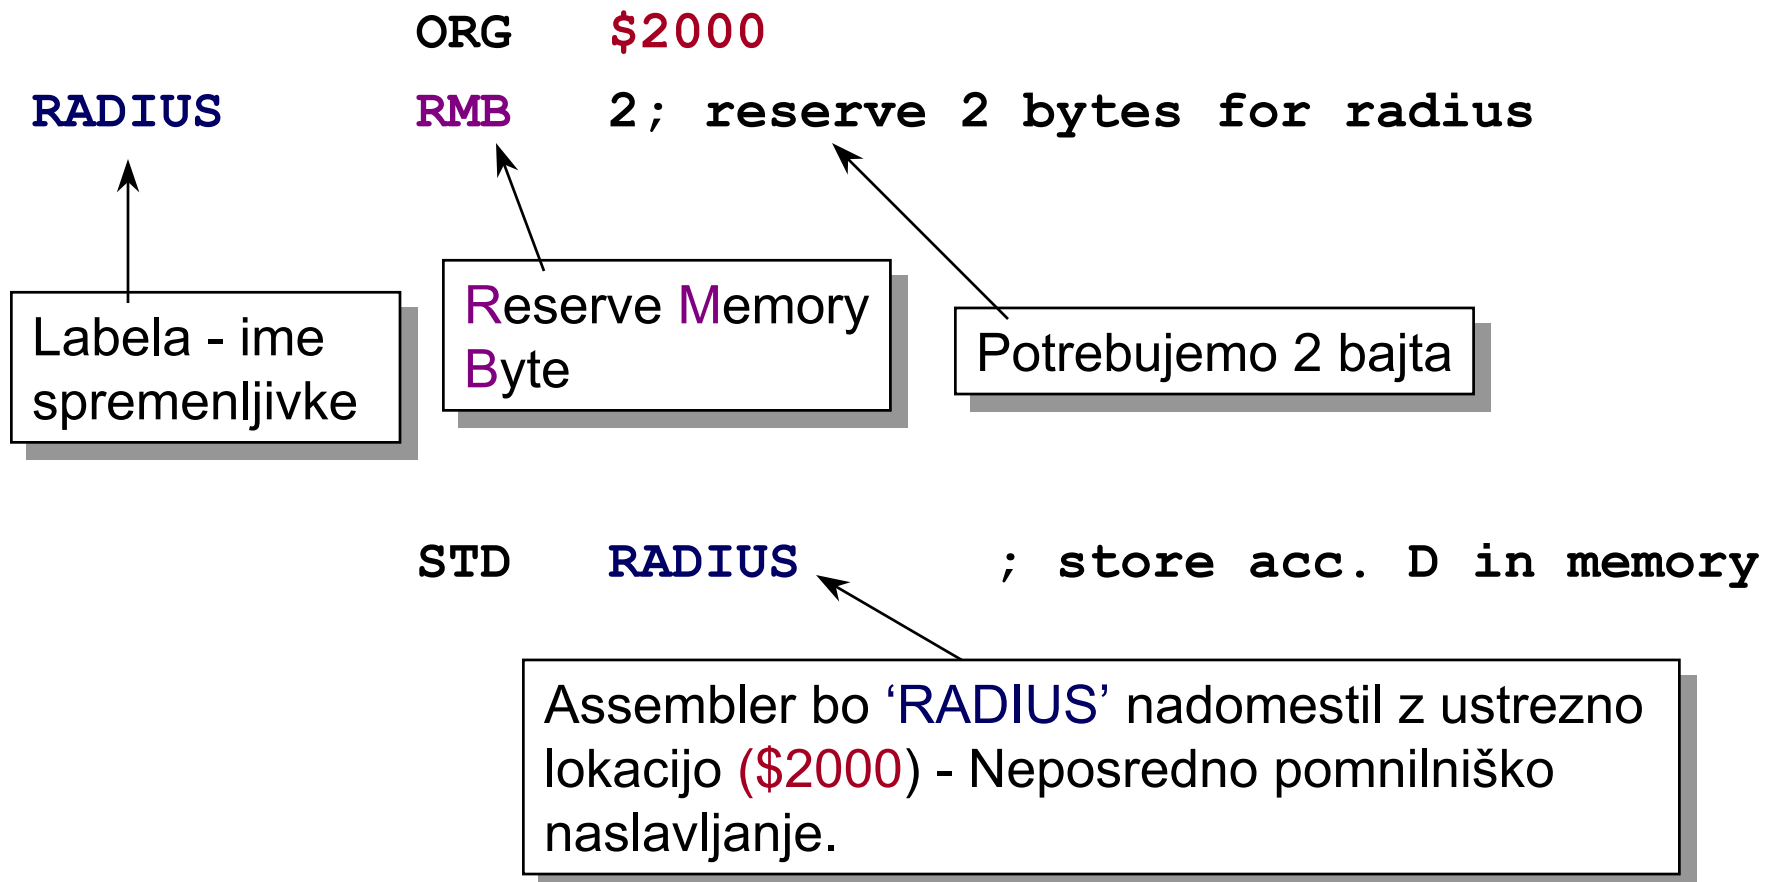 ORG $2000
RADIUS RMB 2; reserve 2 bytes for radius
Labela - ime
spremenljivke
Reserve Memory
Byte
Potrebujemo 2 bajta
STD RADIUS ; store acc. D in memory
Assembler bo ‘RADIUS’ nadomestil z ustrezno
lokacijo ($2000) - Neposredno pomnilniško
naslavljanje.